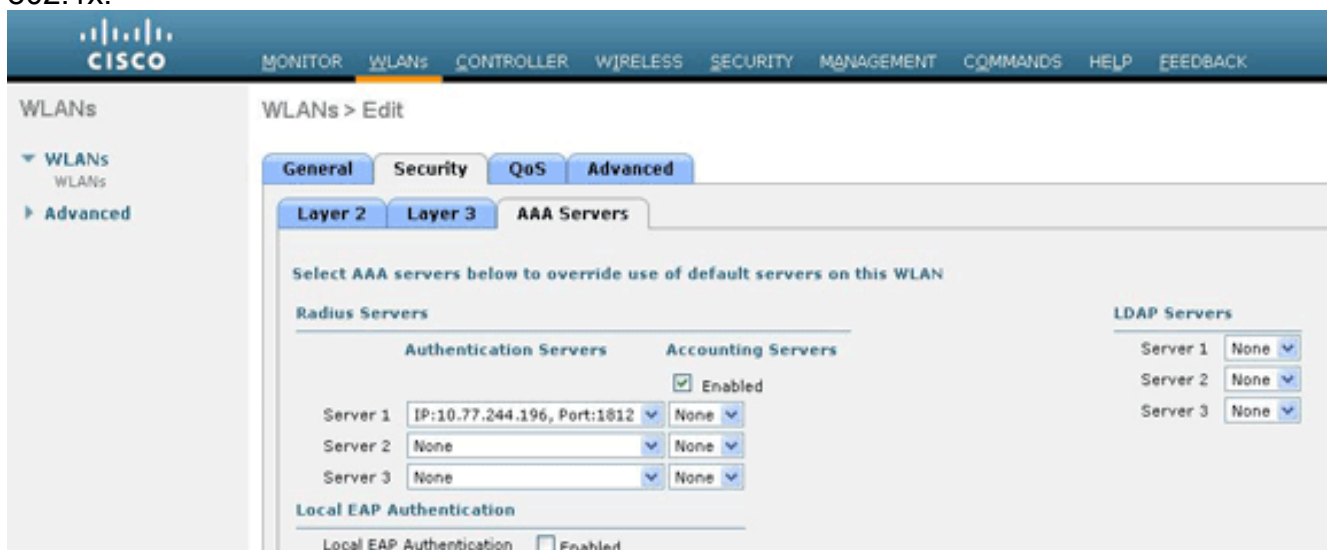 802.1x.
CISCO
MONITOR WLANs CONTROLLER WIRELESS SECURITY MANAGEMENT COMMANDS HELP FEEDBACK
WLANs
WLANs > Edit
WLANs
WLANs
Advanced
General Security QoS Advanced
Layer 2 Layer 3 AAA Servers
Select AAA servers below to override use of default servers on this WLAN
Radius Servers
LDAP Servers
Authentication Servers Accounting Servers
Enabled
Server 1 IP:10.77.244.196, Port:1812 None
Server 2 None None
Server 3 None None
Server 1 None
Server 2 None
Server 3 None
Local EAP Authentication
Local EAP Authentication Enabled